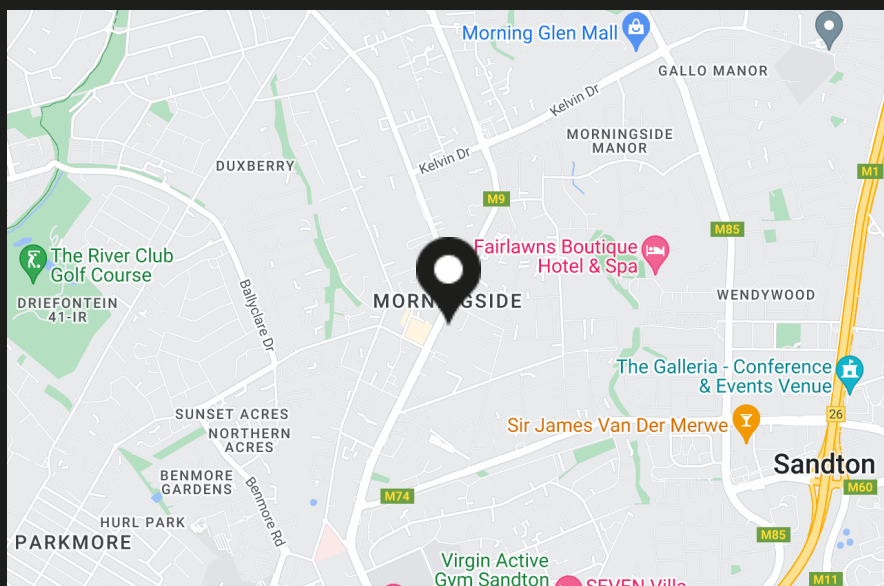 Morning Glen Mall
GALLO MANOR
Kelvin Dr
MORNINGSIDE
MANOR
Kelvin Dr
DUXBERRY
M1
M9
M85
The River Club
Golf Course
Fairlawns Boutique
Hotel & Spa
DRIEFONTEIN
41-IR
Ballyclare Dr
MORNINGSIDE
WENDYWOOD
The Galleria - Conference
& Events Venue
SUNSET ACRES
26
NORTHERN
ACRES
Sir James Van Der Merwe
Sandton
BENMORE
GARDENS
M60
M74
Benmore Rd
HURL PARK
PARKMORE
M85
Virgin Active
Gym Sandton
SEVEN Villa
M11